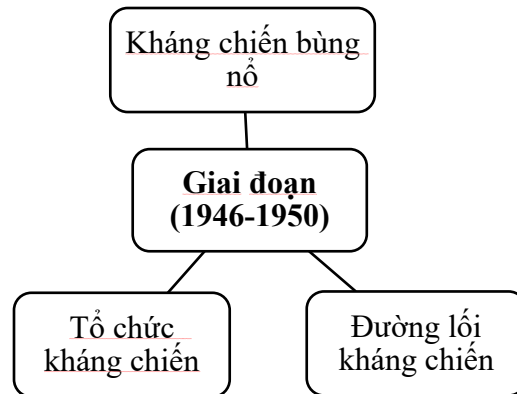 Kháng chiến bùng
nổ
Giai đoạn
(1946-1950)
Tổ chức
kháng chiến
Đường lối
kháng chiến